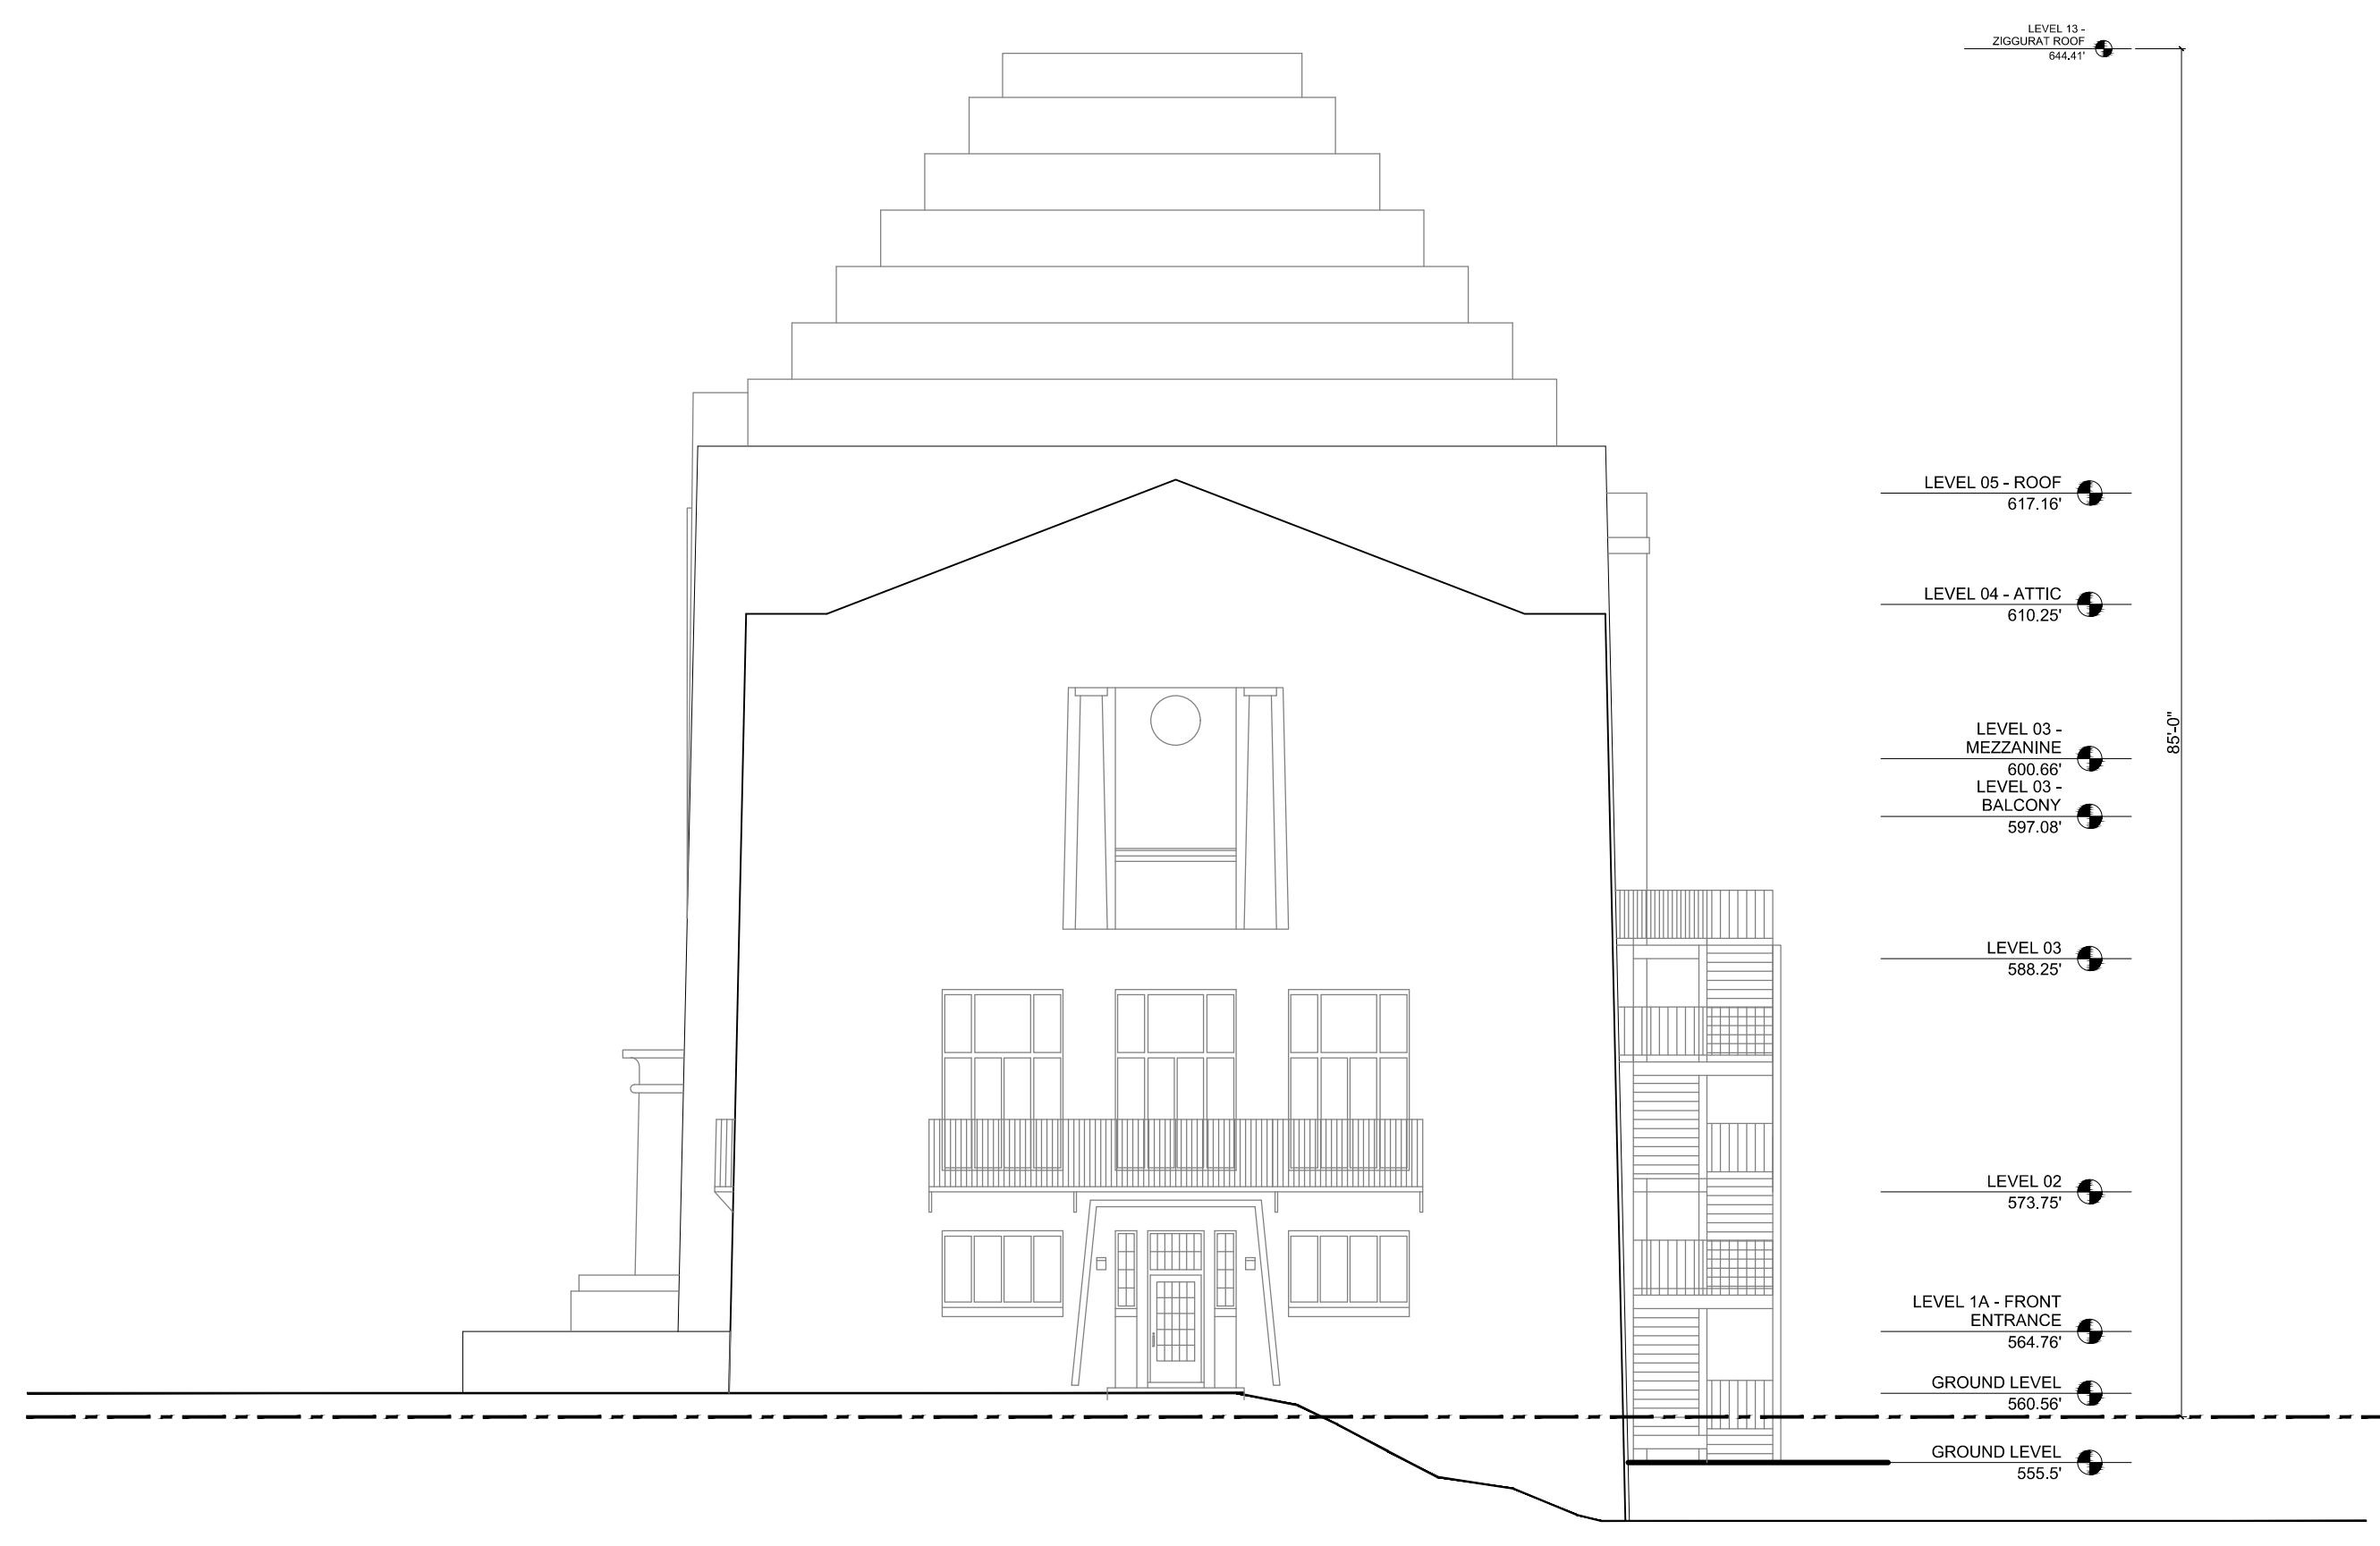 LEVEL 13 -
ZIGGURAT ROOF
644.41'
LEVEL 05 - ROOF
617.16'
LEVEL 04 - ATTIC
610.25'
85'-0"
LEVEL 03 -
MEZZANINE
600.66'
LEVEL 03 -
BALCONY
597.08'
LEVEL 03
588.25'
LEVEL 02
573.75'
LEVEL 1A - FRONT
ENTRANCE
564.76'
GROUND LEVEL
560.56'
GROUND LEVEL
555.5'